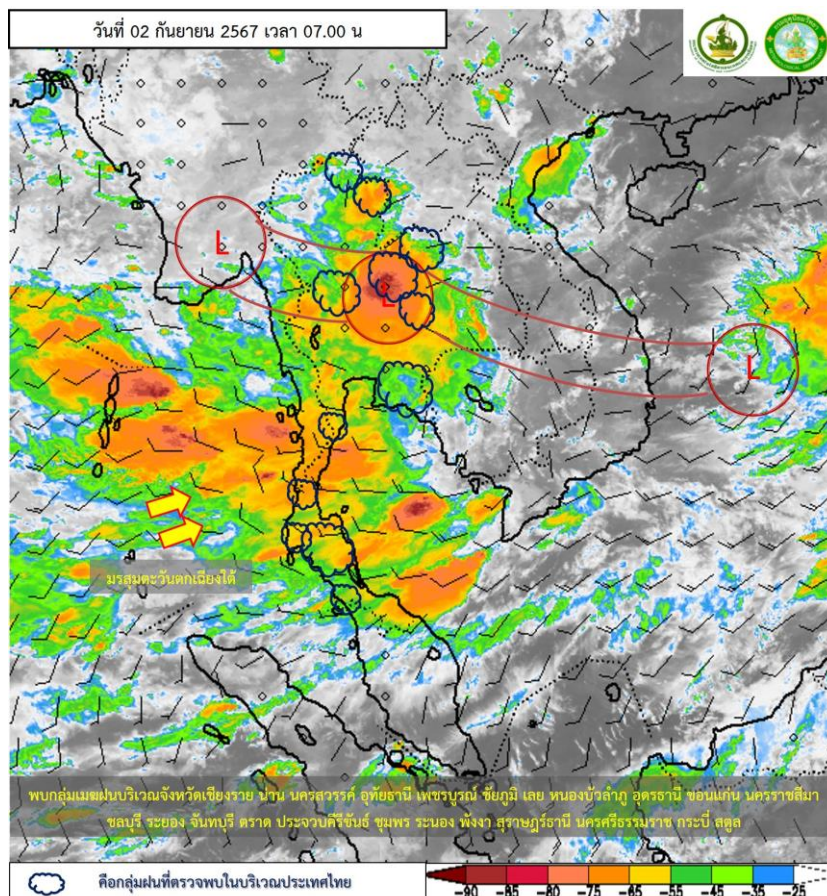 วันที่ 02 กันยายน 2567 เวลา 07.00 น
L
L
L
มรสุมตะวันตกเฉียงใต้
พบกลุ่มเมฆฝนบริเวณจังหวัดเชียงราย น่าน นครสวรรค์ อุทัยธานี เพชรบูรณ์ ชัยภูมิ เลย หนองบัวลำภู อุดรธานี ขอนแก่น นครราชสีมา
ชลบุรี ระยอง จันทบุรี ตราด ประจวบคีรีขันธ์ ชุมพร ระนอง พังงา สุราษฎร์ธานี นครศรีธรรมราช กระบี่ สตูล
คือกลุ่มฝนที่ตรวจพบในบริเวณประเทศไทย
-90 -85 -80 -75 -65 -55 -45 -35 -25